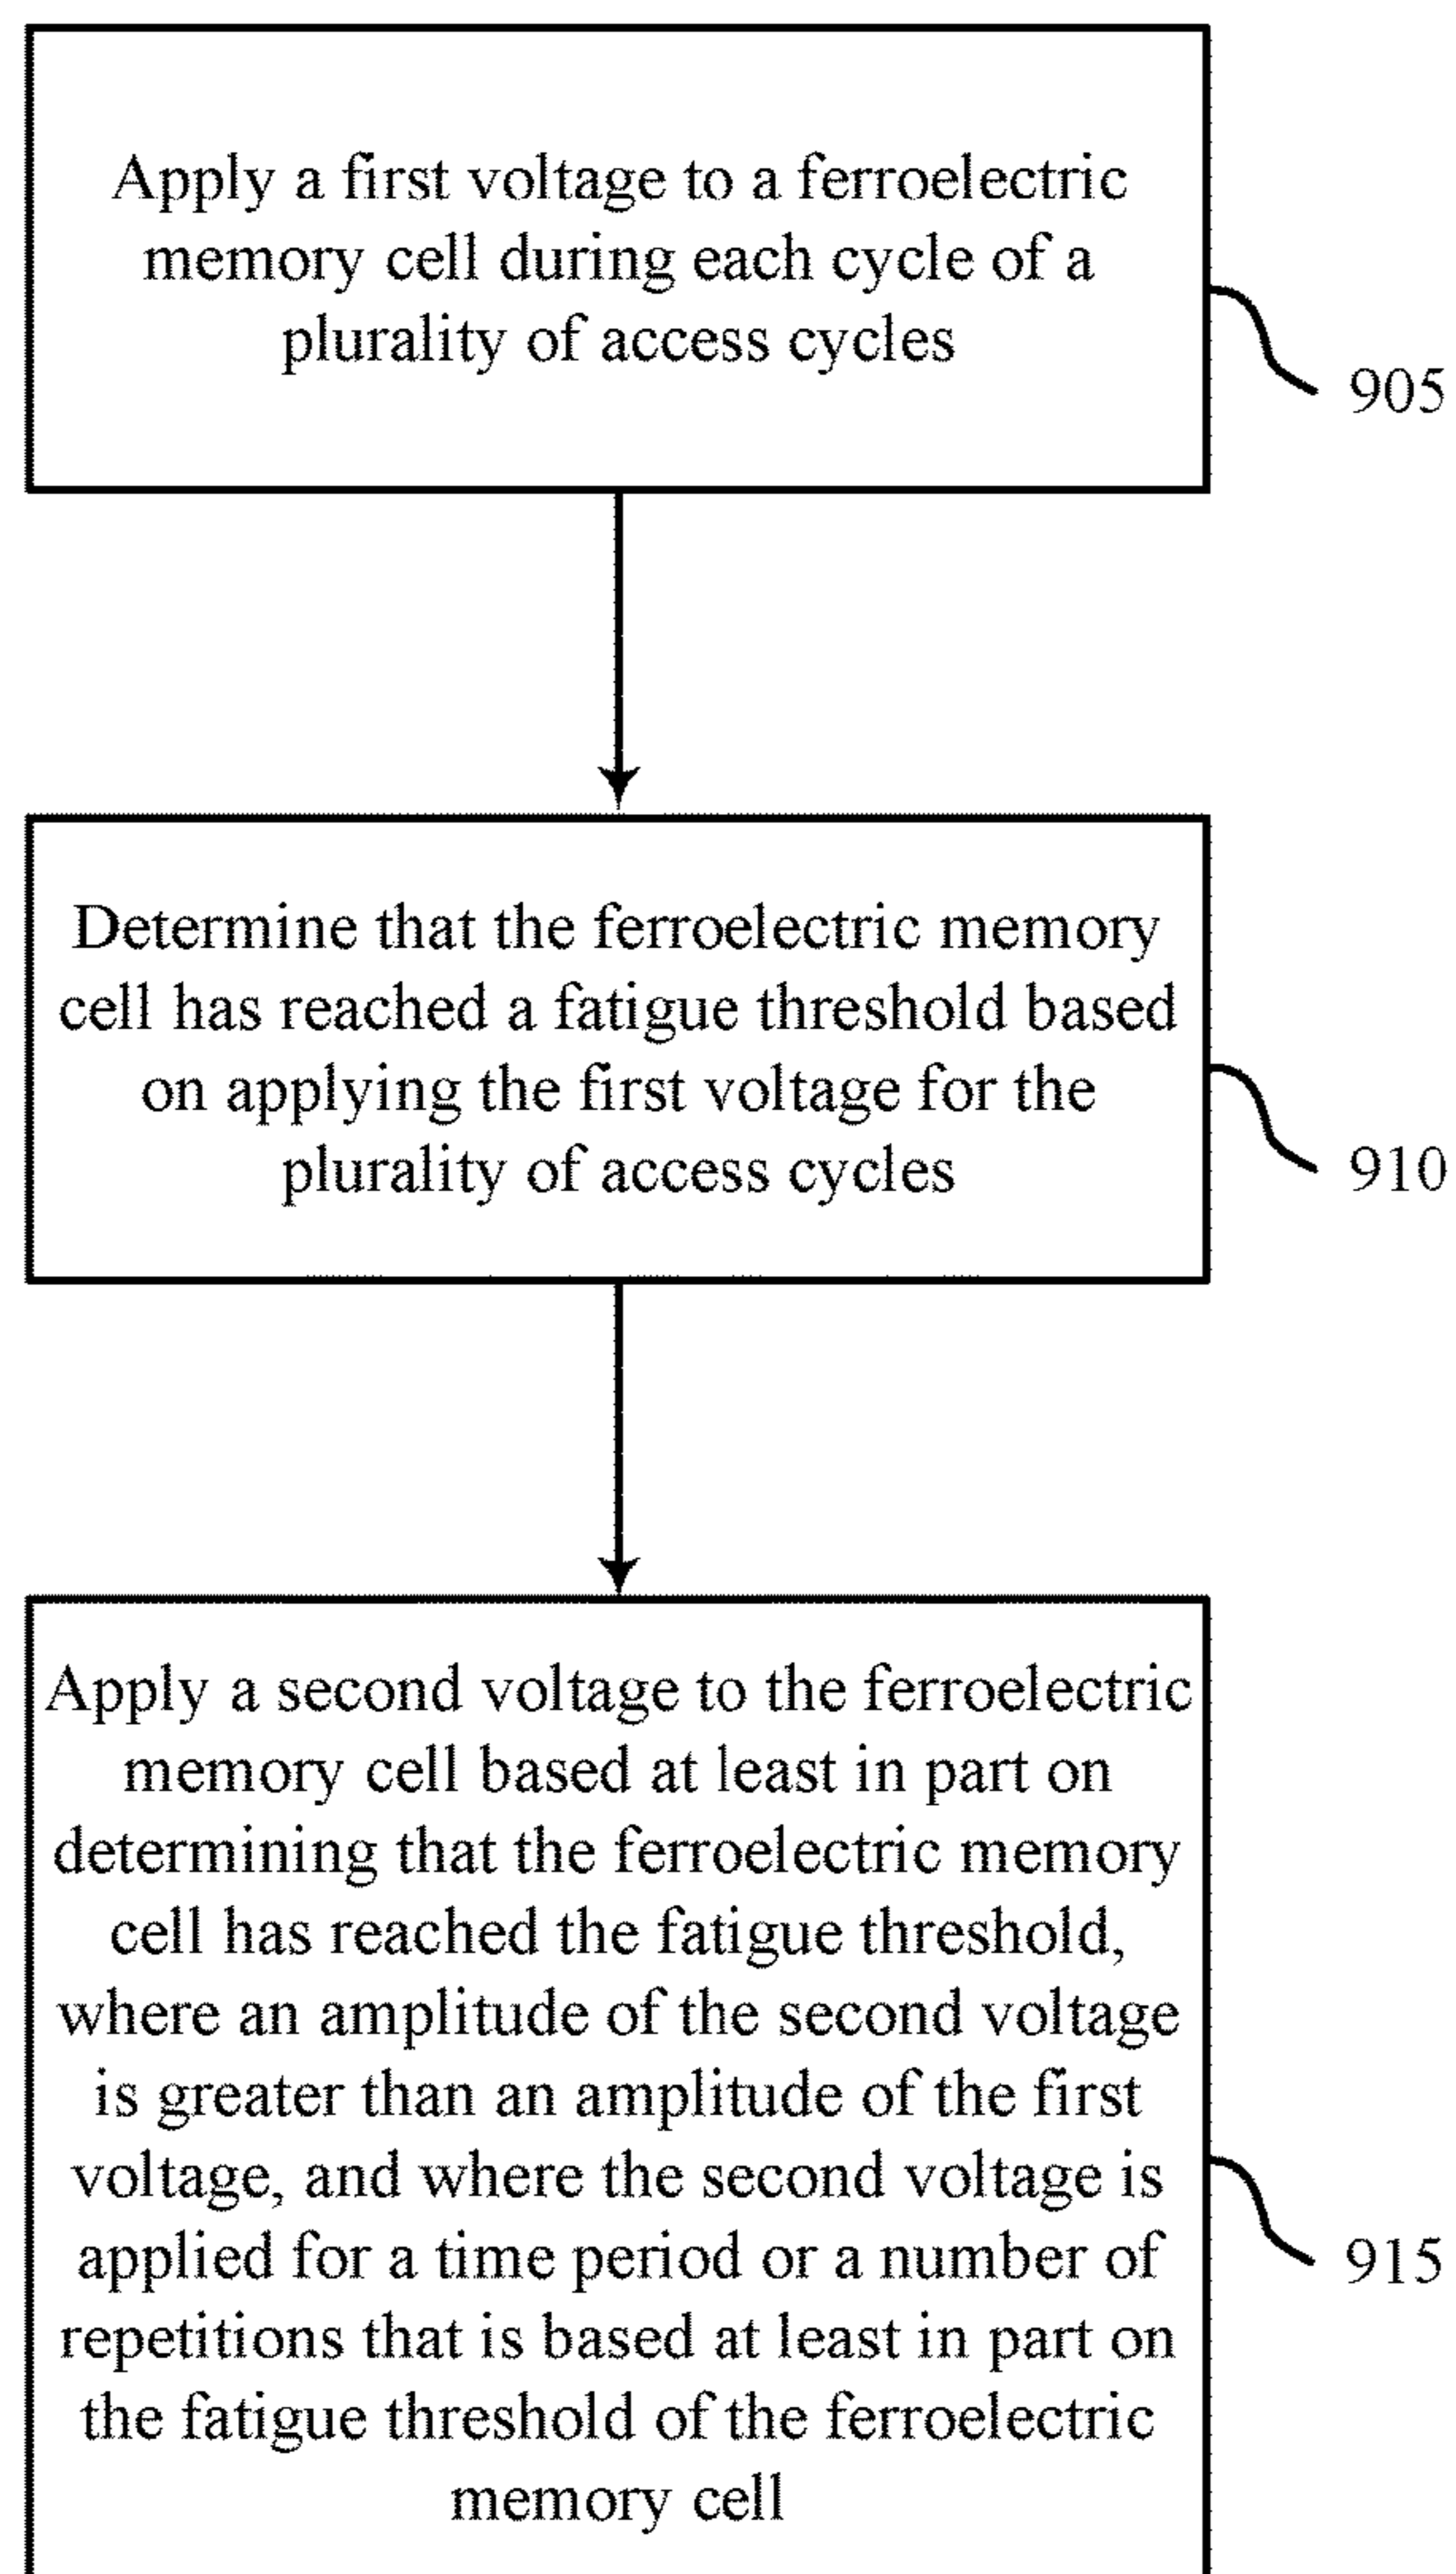 Apply a first voltage to a ferroelectric
memory cell during each cycle of a
plurality of access cycles
905
Determine that the ferroelectric memory
cell has reached a fatigue threshold based
on applying the first voltage for the
plurality of access cycles
910
Apply a second voltage to the ferroelectric
memory cell based at least in part on
determining that the ferroelectric memory
cell has reached the fatigue threshold,
where an amplitude of the second voltage
is greater than an amplitude of the first
voltage, and where the second voltage is
applied for a time period or a number of
repetitions that is based at least in part on
the fatigue threshold of the ferroelectric
memory cell
915